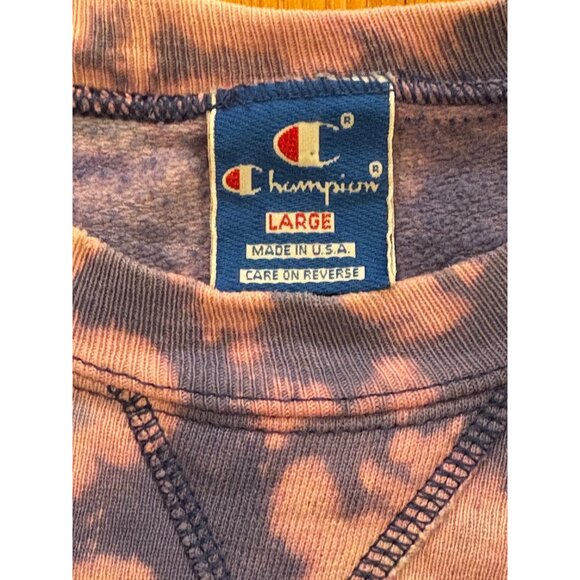 ®
Champion®
LARGE
MADE IN U.S.A.
CARE ON REVERSE